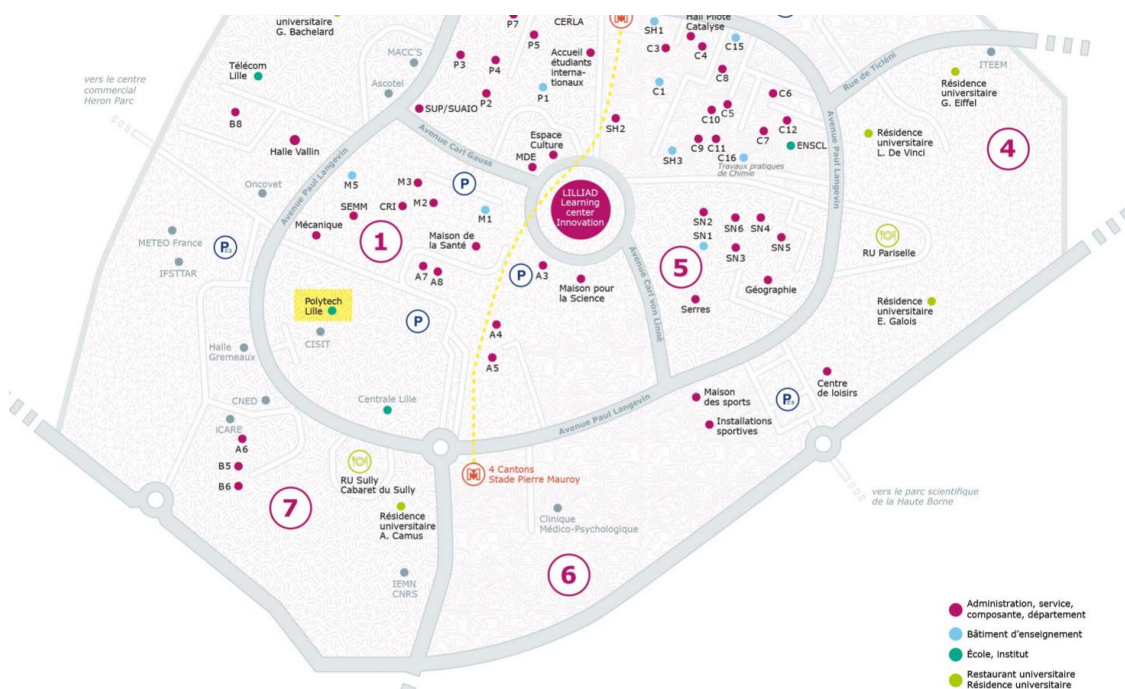 universitaire
G. Bachelard
P7
CERLA
P5
SH1
Hall Pilote
Catalyse
C3
C4
C15
MACC'S
P3
P4
Accueil
étudiants
interna-
tionaux
C8
ITEEM
Rue de Ticléni
vers le centre
commercial
Heron Parc
Télécom
Lille
Ascotel
P2
P1
C1
C6
Résidence
universitaire
G. Eiffel
B8
SUP/SUAIO
SH2
C10
C5
C12
Avenue Carl Gauss
Espace
Culture
MDE
C9
C11
C7
ENSCL
Résidence
universitaire
L. De Vinci
4
Halle Vallin
SH3
C16
Travaux pratiques
de Chimie
Avenue Paul Langevin
Avenue Paul Langevin
Oncovet
M5
M3
P
LILLIAD
Learning
center
Innovation
SEMM
CRI
M2
M1
SN2
SN1
SN6
SN4
Mécanique
1
Maison de
la Santé
METEO France
P
IFSTTAR
SN3
SN5
RU Pariselle
5
A7
A8
P
A3
Maison pour
la Science
Avenue Carl von Linné
Géographie
Polytech
Lille
Serres
Résidence
universitaire
E. Galois
P
CISIT
A4
Halle
Gremeaux
A5
Centre
de loisirs
Maison
des sports
P
CNED
Centrale Lille
Avenue Paul Langevin
Installations
sportives
iCARE
A6
B5
B6
RU Sully
Cabaret du Sully
4 Cantons
Stade Pierre Mauroy
vers le parc scientifique
de la Haute Borne
7
Résidence
universitaire
A. Camus
Clinique
Médico-Psychologique
6
IEMN
CNRS
Administration, service,
composante, département
Bâtiment d'enseignement
École, institut
Restaurant universitaire
Résidence universitaire